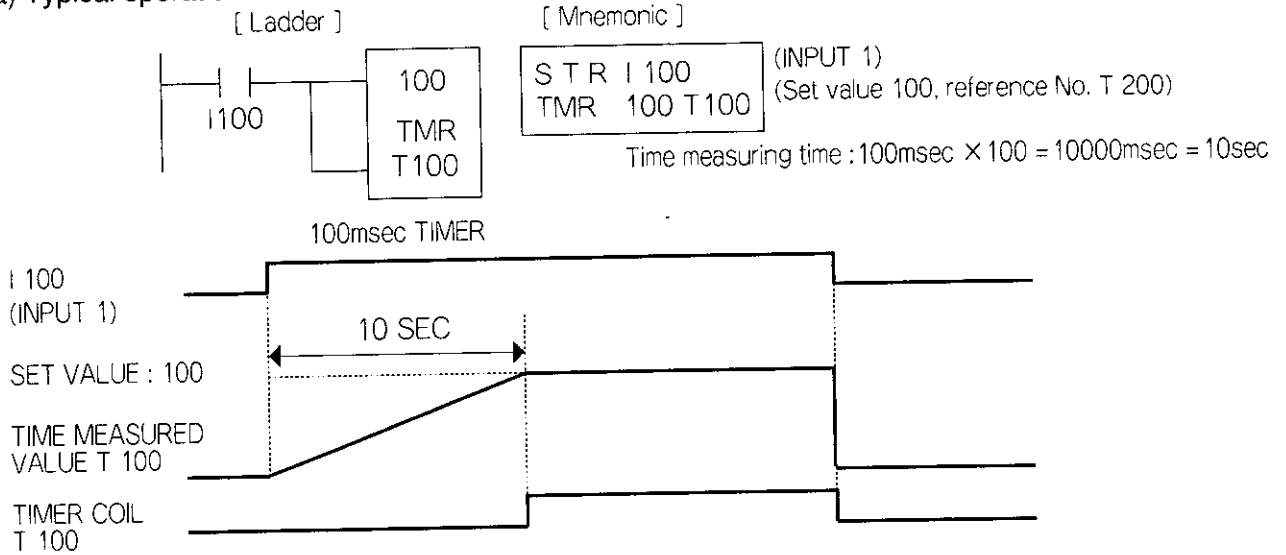 a) Typical operat
[ Ladder ]
[ Mnemonic ]
100
TMR
T100
I100
S T R I 100
TMR 100 T100
(INPUT 1)
(Set value 100, reference No. T 200)
Time measuring time : 100msec × 100 = 10000msec = 10sec
100msec TIMER
I 100
(INPUT 1)
10 SEC
SET VALUE : 100
TIME MEASURED
VALUE T 100
TIMER COIL
T 100